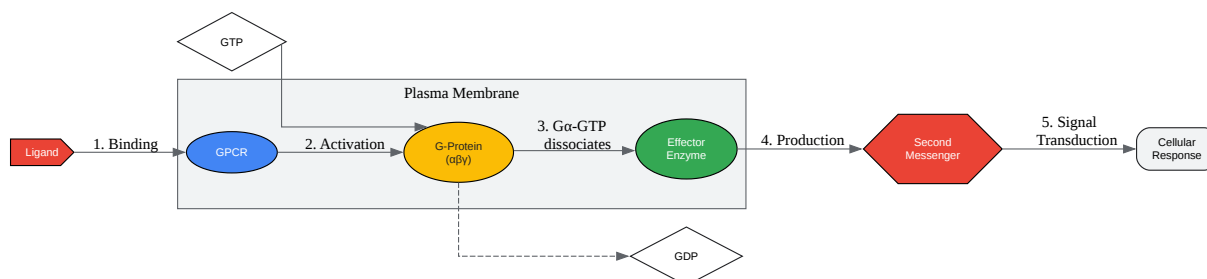 GTP
Plasma Membrane
Ligand
1. Binding
GPCR
2. Activation
G-Protein
(αβγ)
3. Gα-GTP
dissociates
Effector
Enzyme
4. Production
Second
Messenger
5. Signal
Transduction
Cellular
Response
GDP